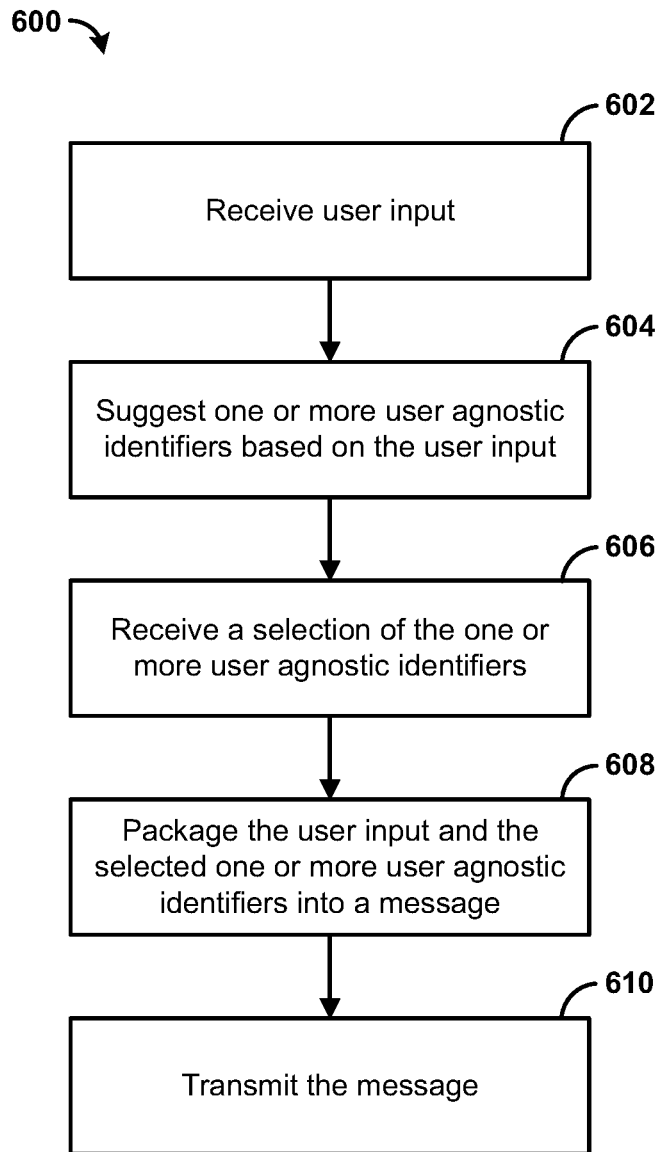 600
602
Receive user input
604
Suggest one or more user agnostic
identifiers based on the user input
606
Receive a selection of the one or
more user agnostic identifiers
608
Package the user input and the
selected one or more user agnostic
identifiers into a message
610
Transmit the message